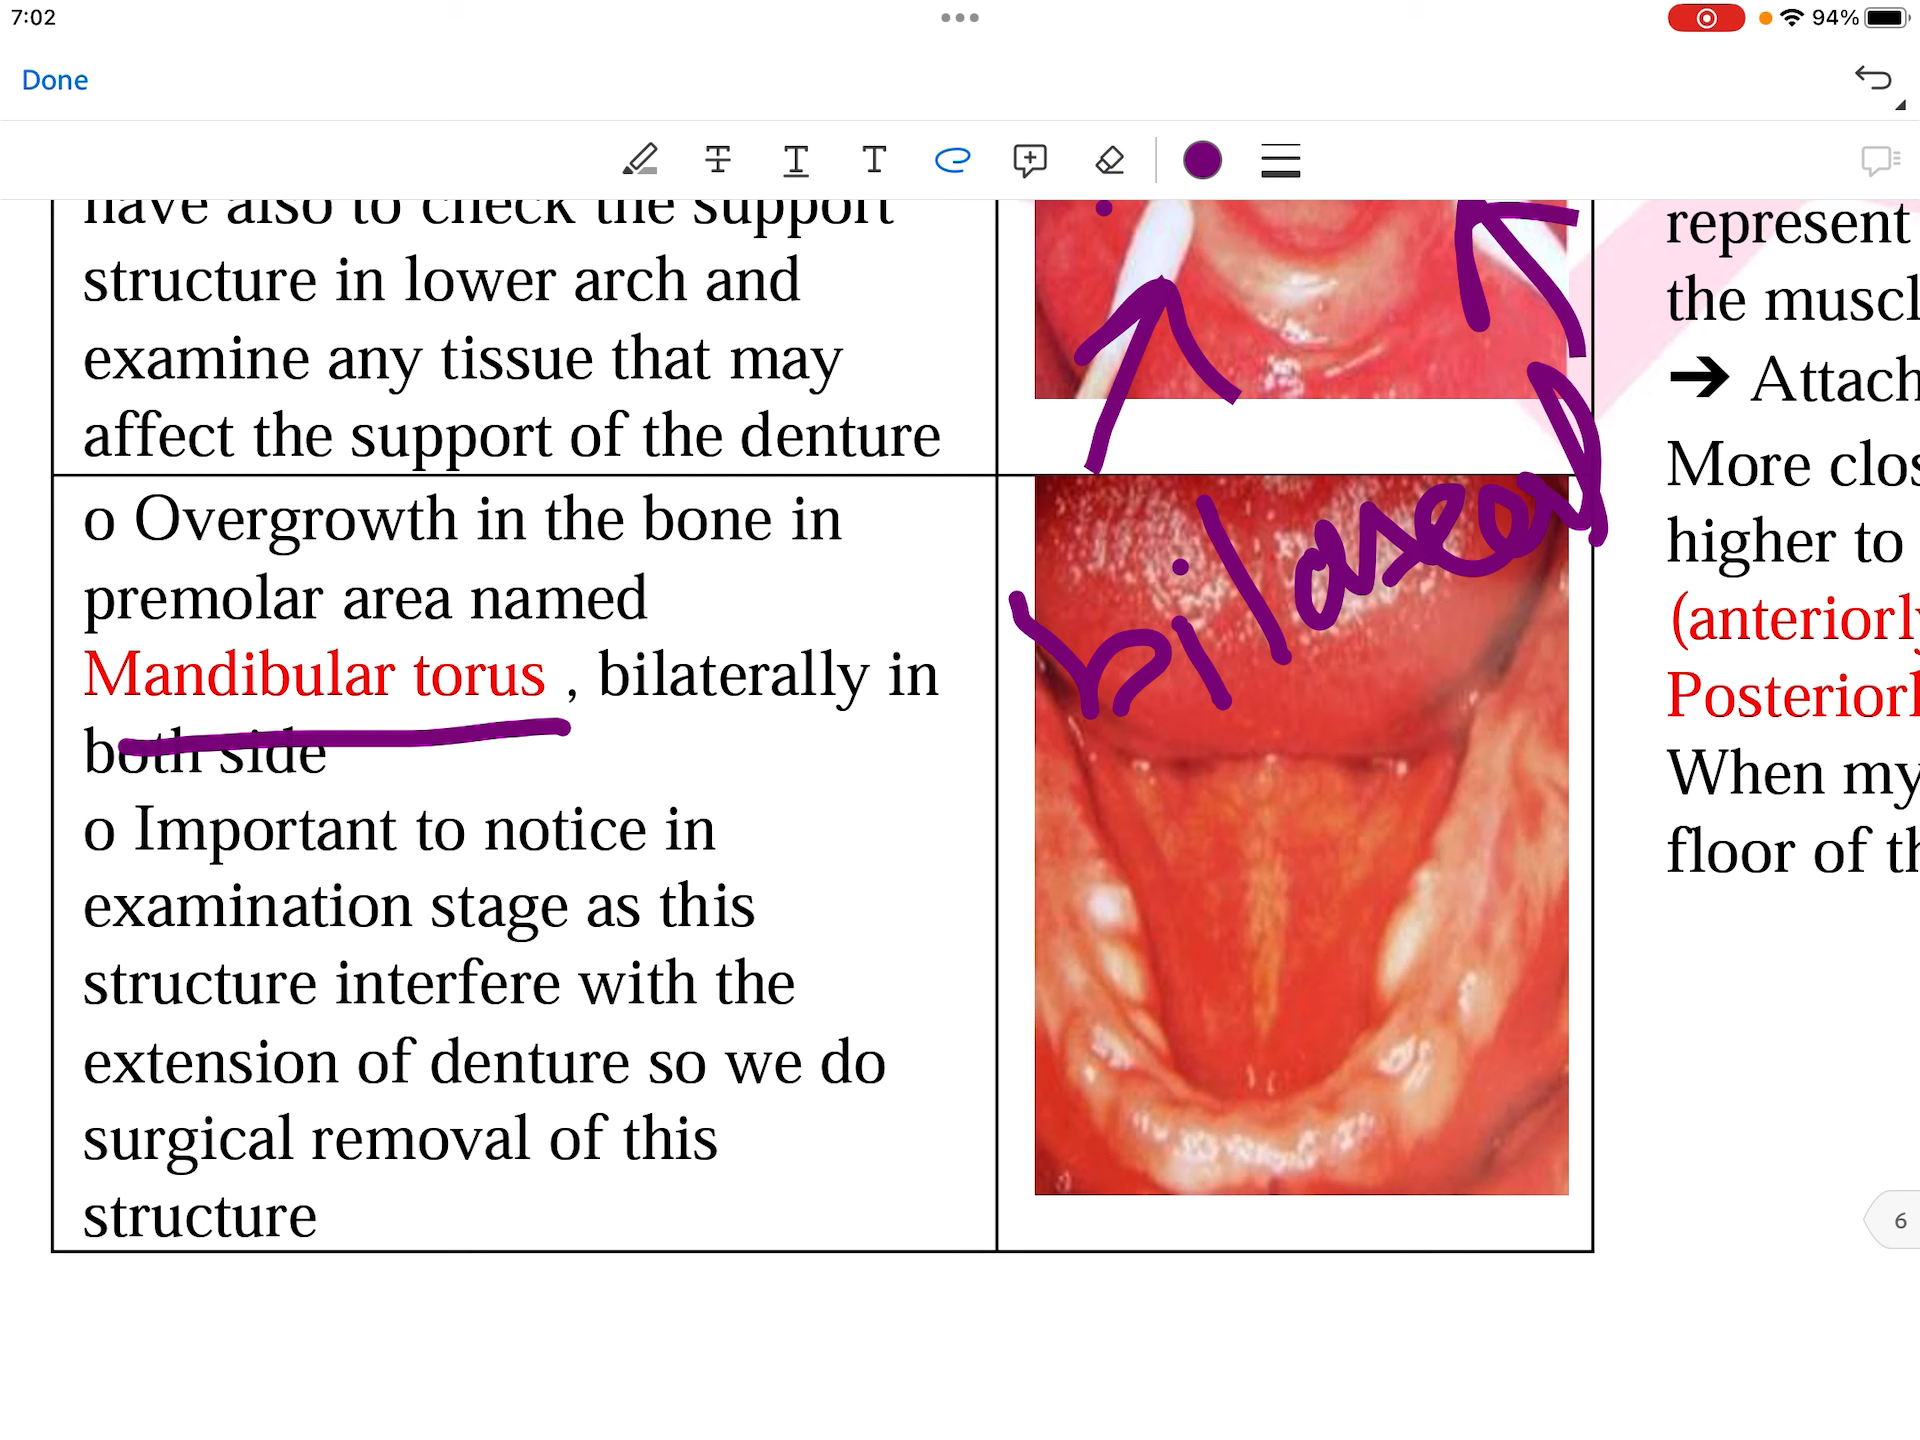 7:02
94%
Done
have also to check the support
structure in lower arch and
examine any tissue that may
affect the support of the denture
o Overgrowth in the bone in
premolar area named
Mandibular torus , bilaterally in
both side
o Important to notice in
examination stage as this
structure interfere with the
extension of denture so we do
surgical removal of this
structure
represent
the muscl
➔ Attach
More clos
higher to
(anteriorly
Posteriorl
When my
floor of th
6